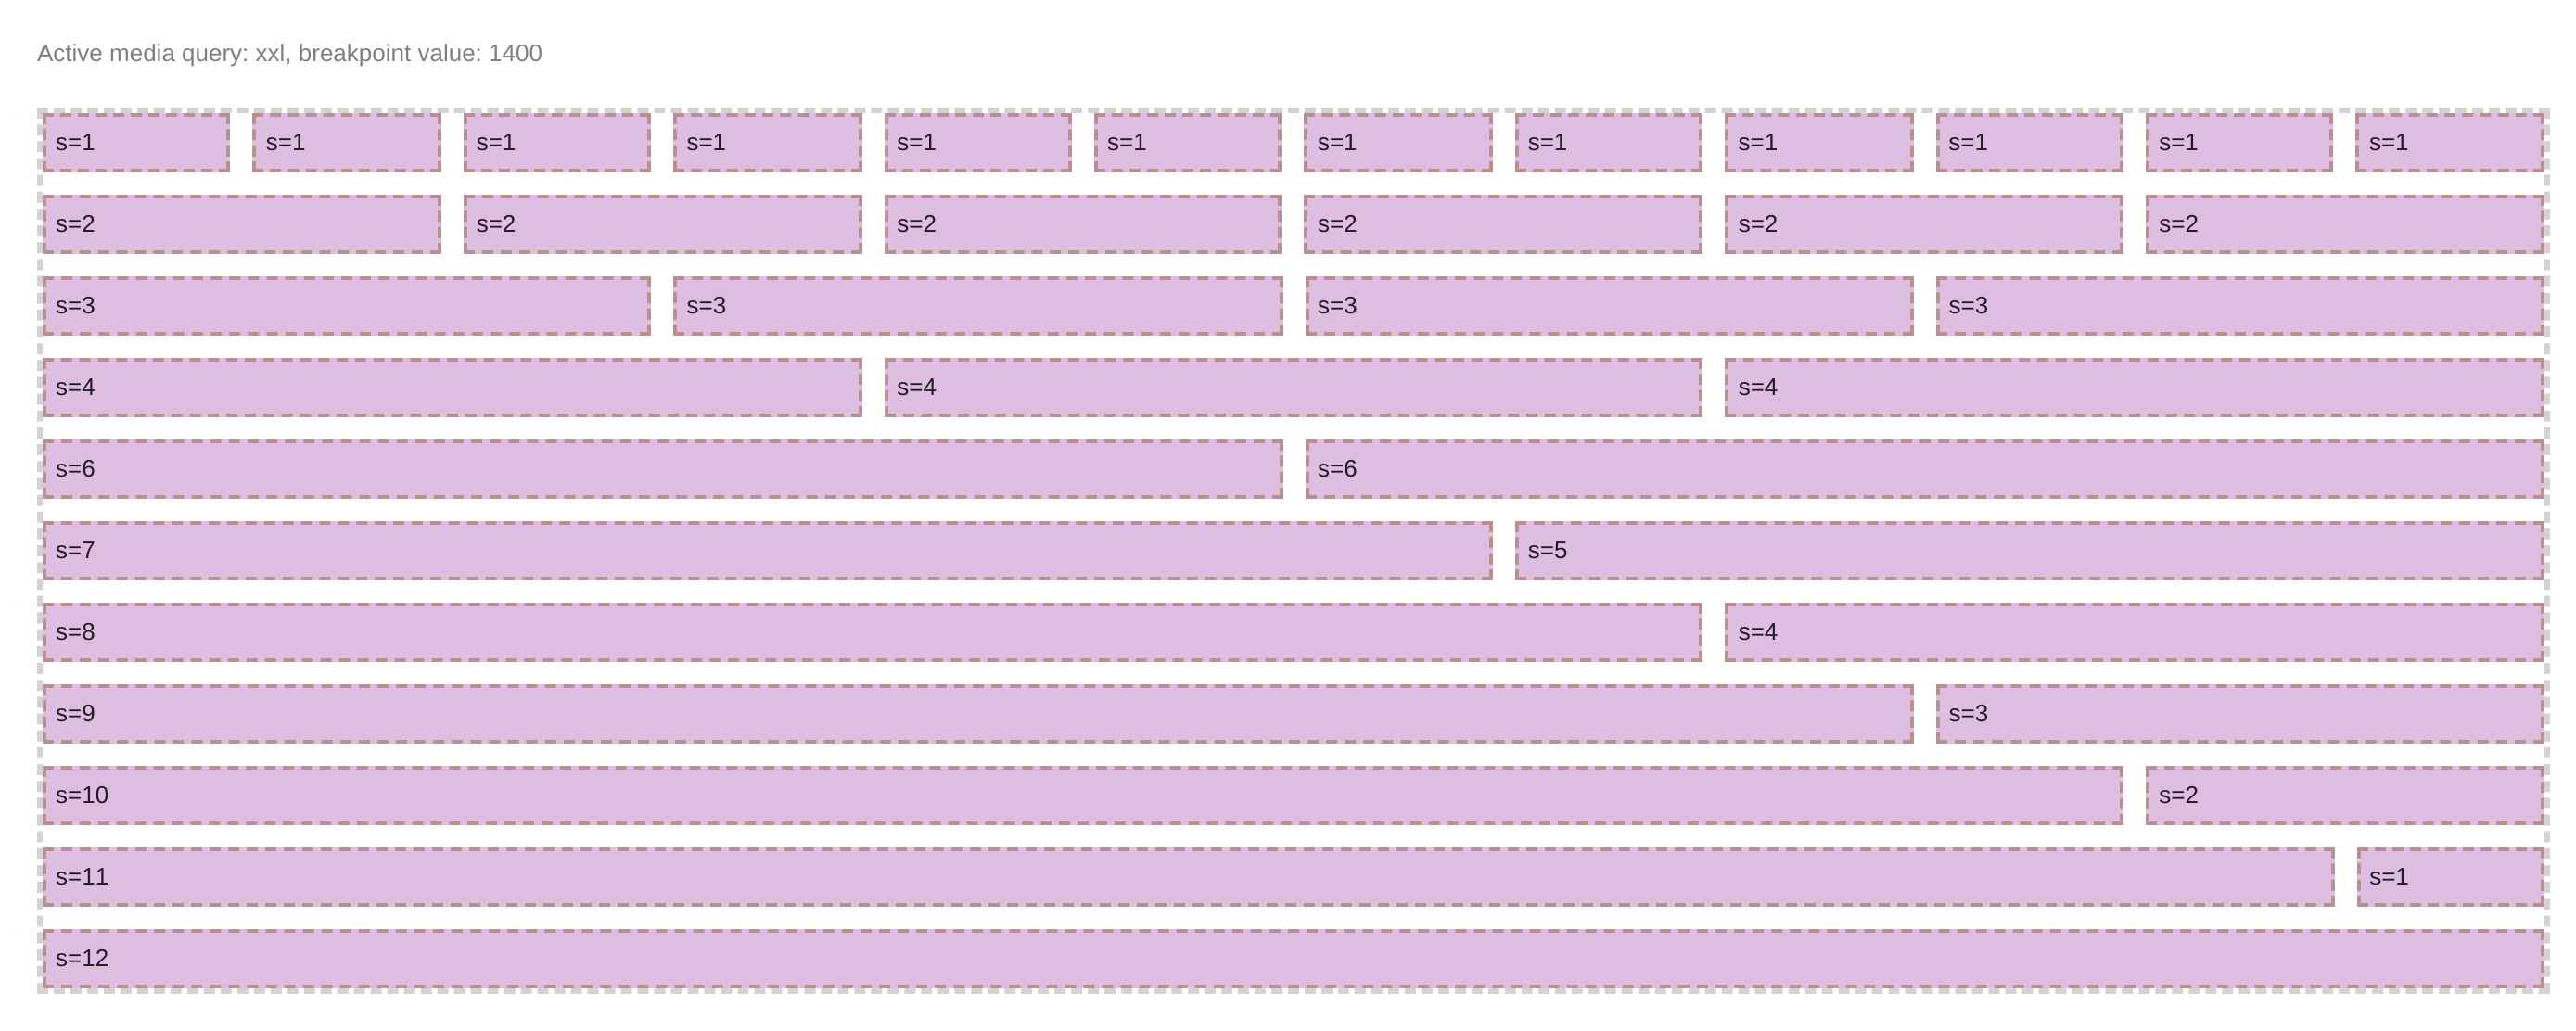 Active media query: xxl, breakpoint value: 1400
s=1 s=1 s=1 s=1 s=1 s=1 s=1 s=1 s=1 s=1 s=1 s=1
s=2 s=2 s=2 s=2 s=2 s=2
s=3 s=3 s=3 s=3
s=4 s=4 s=4
s=6 s=6
s=7 s=5
s=8 s=4
s=9 s=3
s=10 s=2
s=11 s=1
s=12